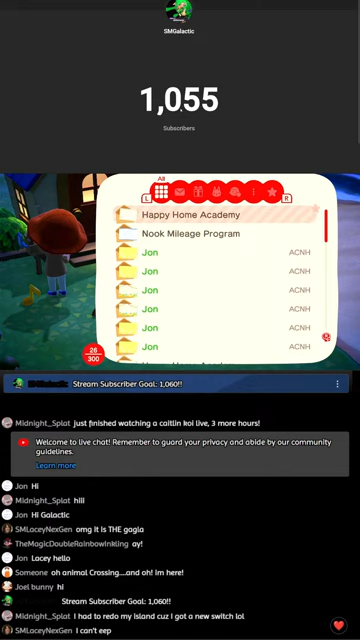 SMGalactic
1,055
Subscribers
All
L
R
Happy Home Academy
Nook Mileage Program
Jon ACNH
Jon ACNH
Jon ACNH
Jon ACNH
Jon ACNH
Jon ACNH
26
300
SMGalactic Stream Subscriber Goal: 1,060!!
Midnight_Splat just finished watching a caitlin koi live, 3 more hours!
Welcome to live chat! Remember to guard your privacy and abide by our community
guidelines.
Learn more
Jon Hi
Midnight_Splat hiii
Jon HI Galactic
SMLaceyNexGen omg it is THE gagla
TheMagicDoubleRainbowInkling ay!
Jon Lacey hello
Someone oh animal Crossing....and oh! im here!
Joel bunny hi
SMGalactic Stream Subscriber Goal: 1,060!!
Midnight_Splat I had to redo my island cuz I got a new switch lol
SMLaceyNexGen I can't eep